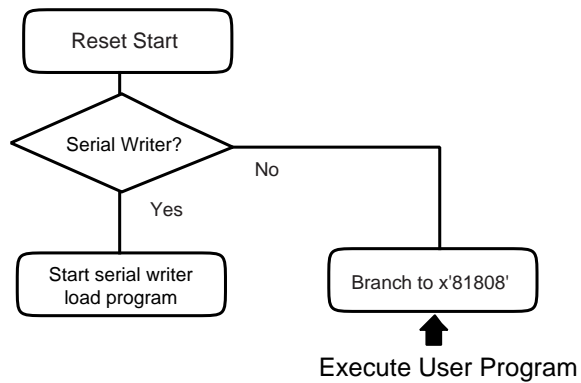 Reset Start
Serial Writer?
No
Yes
Start serial writer
load program
Branch to x'81808'
Execute User Program